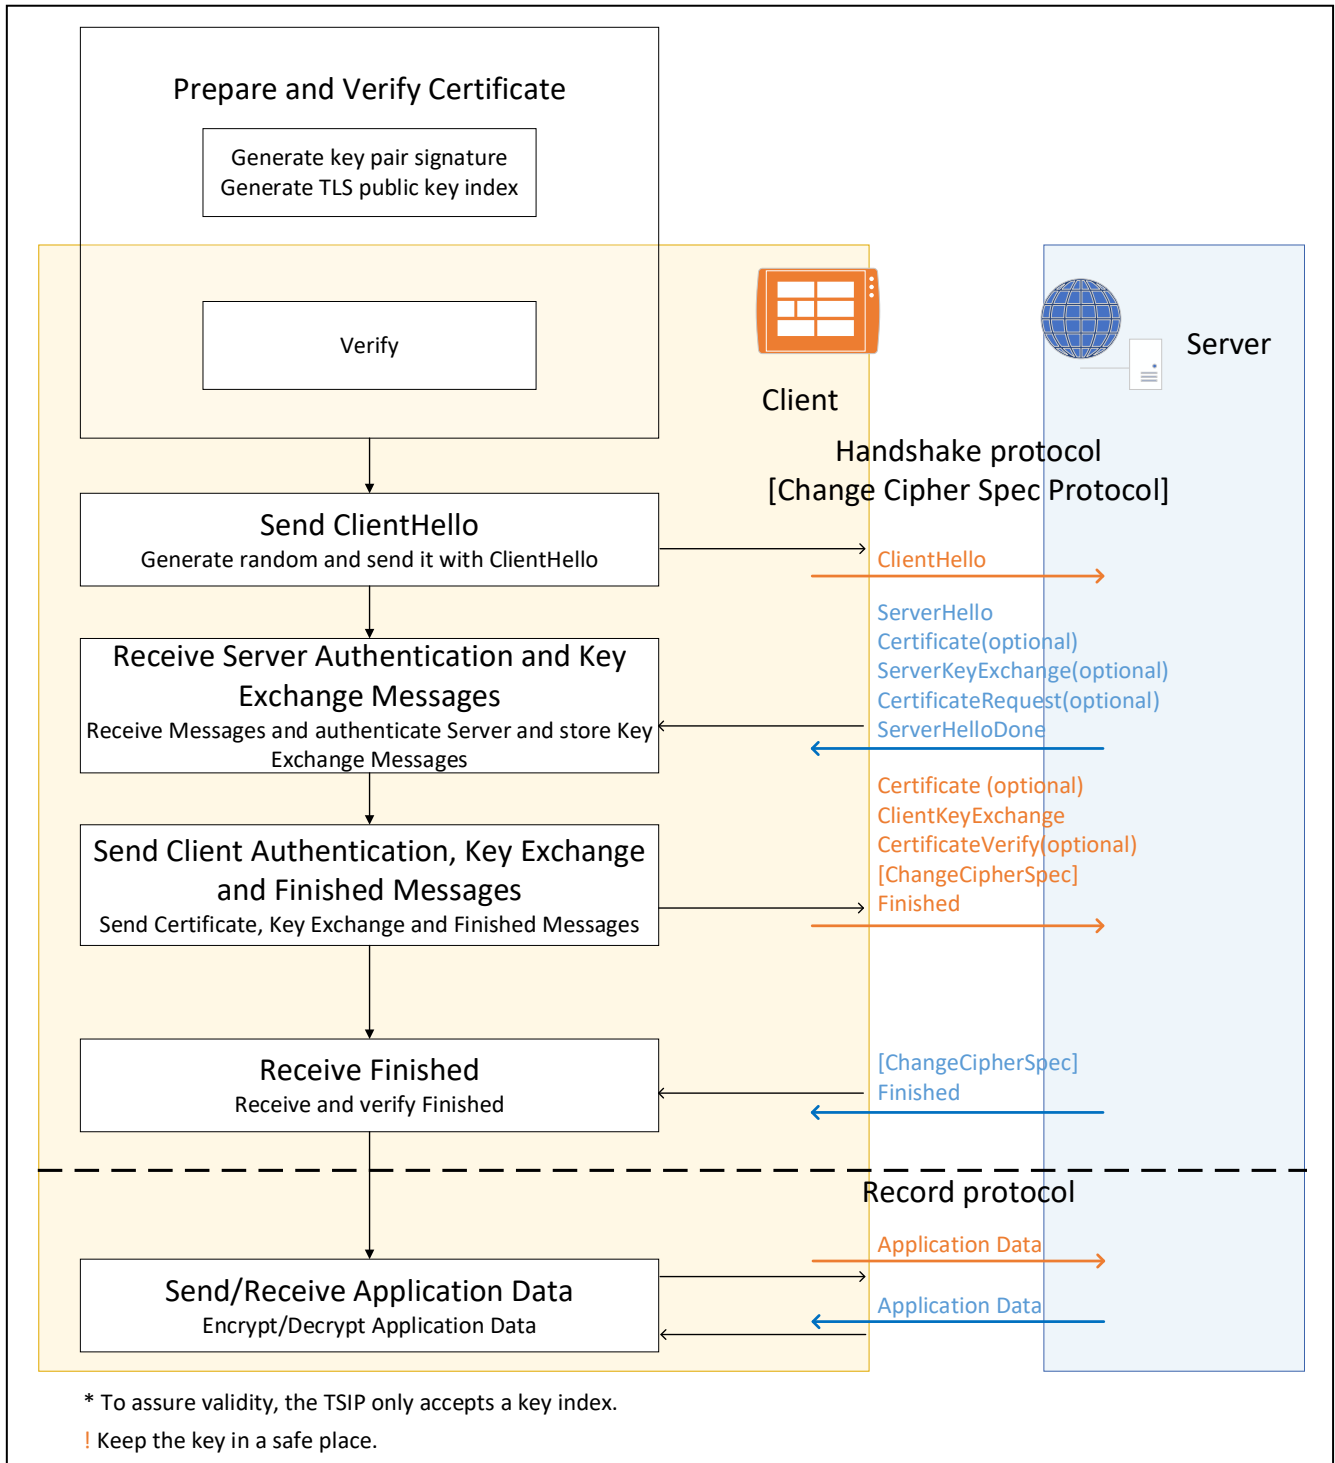 Prepare and Verify Certificate
Generate key pair signature
Generate TLS public key index
Verify
Client
Server
Handshake protocol
[Change Cipher Spec Protocol]
Send ClientHello
Generate random and send it with ClientHello
ClientHello
Receive Server Authentication and Key
Exchange Messages
Receive Messages and authenticate Server and store Key
Exchange Messages
ServerHello
Certificate(optional)
ServerKeyExchange(optional)
CertificateRequest(optional)
ServerHelloDone
Send Client Authentication, Key Exchange
and Finished Messages
Send Certificate, Key Exchange and Finished Messages
Certificate (optional)
ClientKeyExchange
CertificateVerify(optional)
[ChangeCipherSpec]
Finished
Receive Finished
Receive and verify Finished
[ChangeCipherSpec]
Finished
Record protocol
Send/Receive Application Data
Encrypt/Decrypt Application Data
Application Data
Application Data
* To assure validity, the TSIP only accepts a key index.
! Keep the key in a safe place.